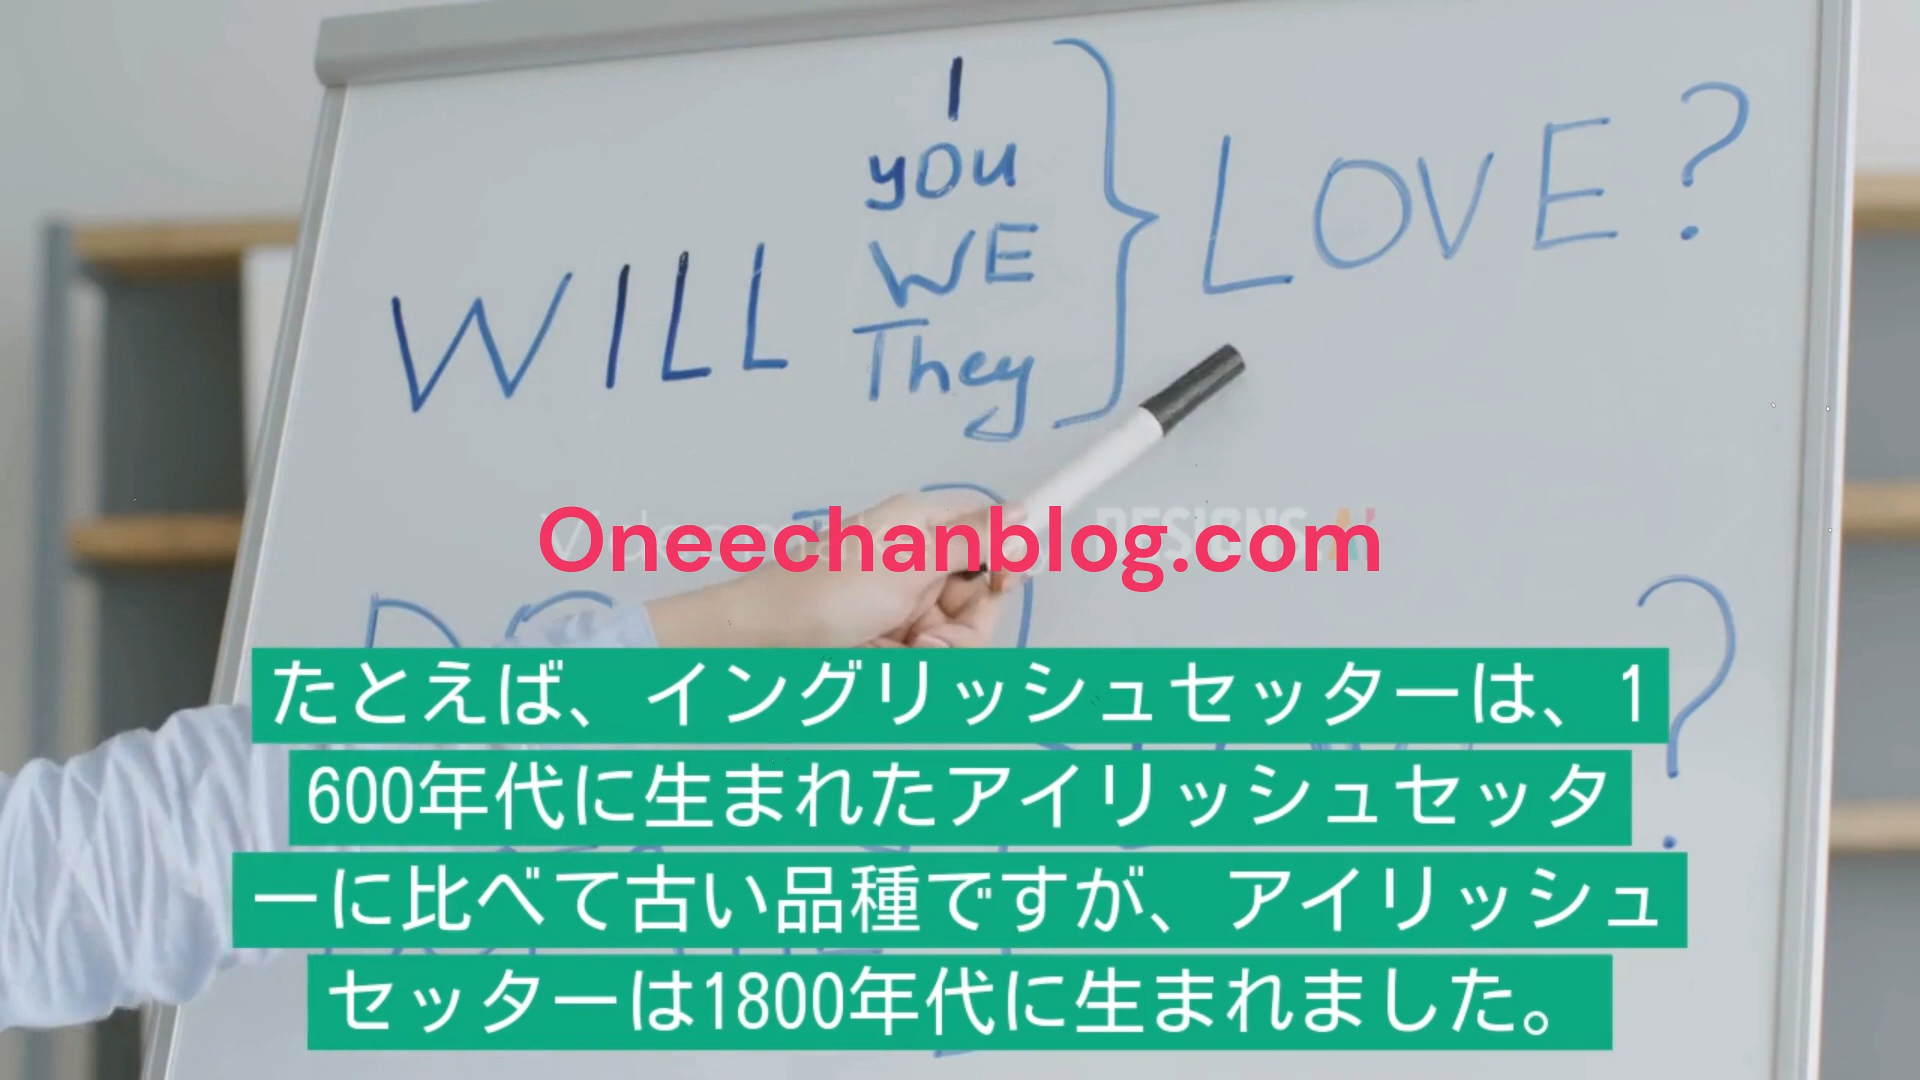 I
you
WE
They
WILL
LOVE?
Oneechanblog.com
DESIGNS.AI
?
たとえば、イングリッシュセッターは、1
600年代に生まれたアイリッシュセッタ
ーに比べて古い品種ですが、アイリッシュ
セッターは1800年代に生まれました。